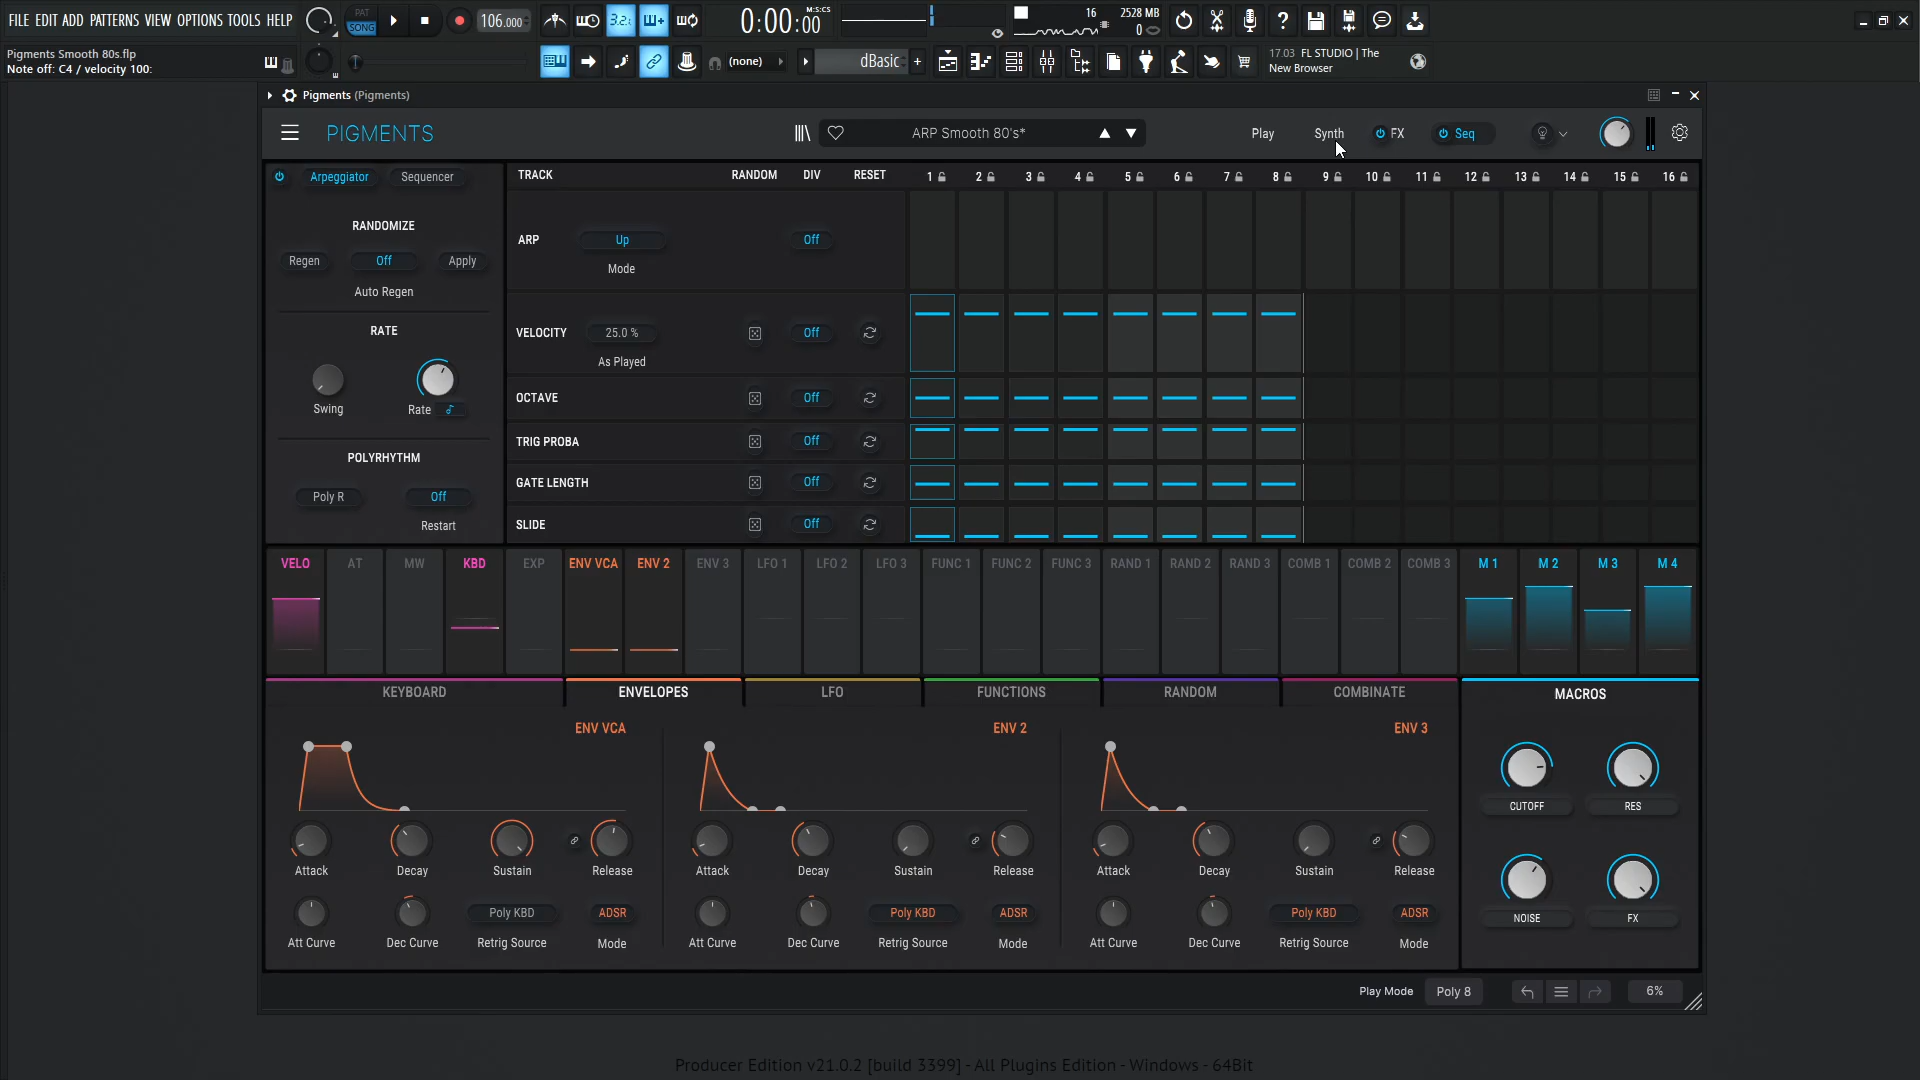 FILE EDIT ADD PATTERNS VIEW OPTIONS TOOLS HELP
PAT
SONG
106.000
3.2.:
0:00:00
M:S:CS
16
2528 MB
0
Pigments Smooth 80s.flp
Note off: C4 / velocity 100:
(none)
dBasic
+
17.03 FL STUDIO | The
New Browser
Pigments (Pigments)
PIGMENTS
ARP Smooth 80's*
Play
Synth
FX
Seq
Arpeggiator
Sequencer
TRACK
RANDOM
DIV
RESET
1 2 3 4 5 6 7 8 9 10 11 12 13 14 15 16
RANDOMIZE
Regen
Off
Apply
Auto Regen
ARP
Up
Off
Mode
RATE
VELOCITY
25.0 %
Off
As Played
Swing
Rate
OCTAVE
Off
TRIG PROBA
Off
POLYRHYTHM
GATE LENGTH
Off
Poly R
Off
Restart
SLIDE
Off
VELO
AT
MW
KBD
EXP
ENV VCA
ENV 2
ENV 3
LFO 1
LFO 2
LFO 3
FUNC 1
FUNC 2
FUNC 3
RAND 1
RAND 2
RAND 3
COMB 1
COMB 2
COMB 3
M 1
M 2
M 3
M 4
KEYBOARD
ENVELOPES
LFO
FUNCTIONS
RANDOM
COMBINATE
MACROS
ENV VCA
ENV 2
ENV 3
CUTOFF
RES
Attack
Decay
Sustain
Release
Attack
Decay
Sustain
Release
Attack
Decay
Sustain
Release
Poly KBD
ADSR
Poly KBD
ADSR
Poly KBD
ADSR
NOISE
FX
Att Curve
Dec Curve
Retrig Source
Mode
Att Curve
Dec Curve
Retrig Source
Mode
Att Curve
Dec Curve
Retrig Source
Mode
Play Mode
Poly 8
6%
Producer Edition v21.0.2 [build 3399] - All Plugins Edition - Windows - 64Bit